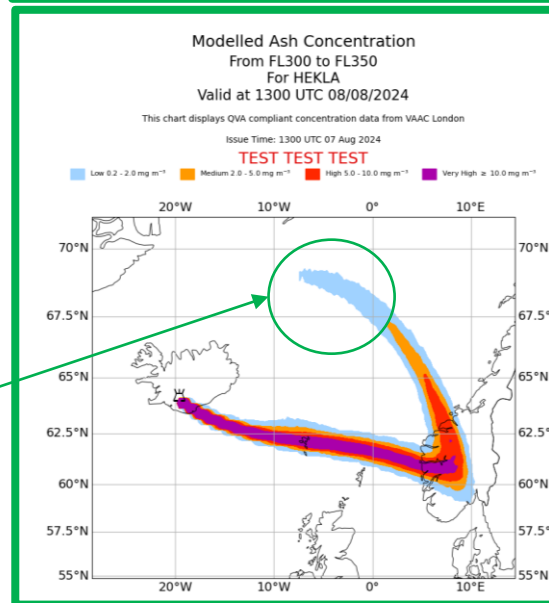 Modelled Ash Concentration
From FL300 to FL350
For HEKLA
Valid at 1300 UTC 08/08/2024
This chart displays QVA compliant concentration data from VAAC London
Issue Time: 1300 UTC 07 Aug 2024
TEST TEST TEST
Low 0.2 - 2.0 mg m⁻³ Medium 2.0 - 5.0 mg m⁻³ High 5.0 - 10.0 mg m⁻³ Very High ≥ 10.0 mg m⁻³
20°W 10°W 0° 10°E
70°N 70°N
67.5°N 67.5°N
65°N 65°N
62.5°N 62.5°N
60°N 60°N
57.5°N 57.5°N
55°N 55°N
20°W 10°W 0° 10°E